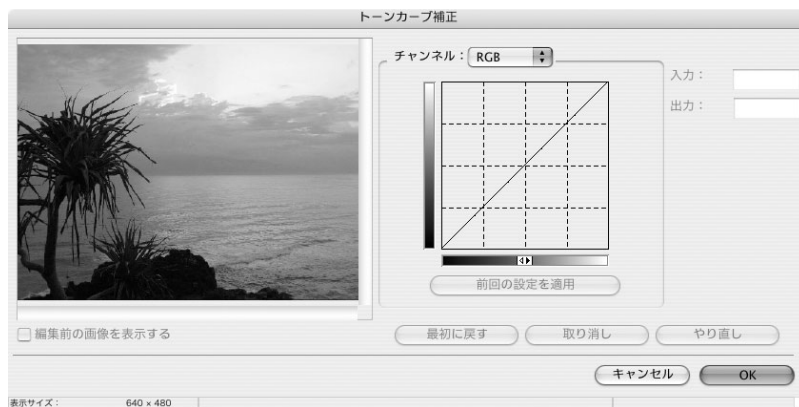 トーンカーブ補正
チャンネル： RGB
入力：
出力：
前回の設定を適用
編集前の画像を表示する
最初に戻す
取り消し
やり直し
キャンセル
OK
表示サイズ： 640 × 480